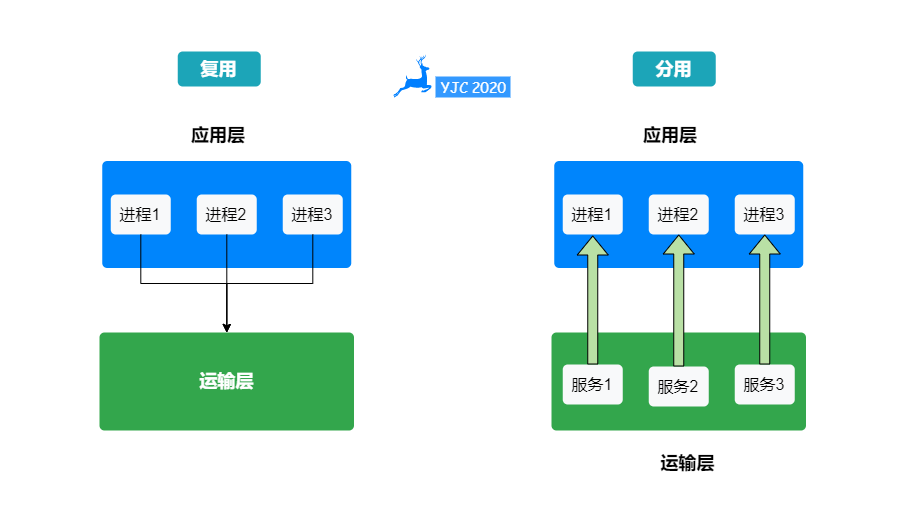 复用
YJC 2020
分用
应用层
应用层
进程1
进程2
进程3
进程1
进程2
进程3
运输层
服务1
服务2
服务3
运输层